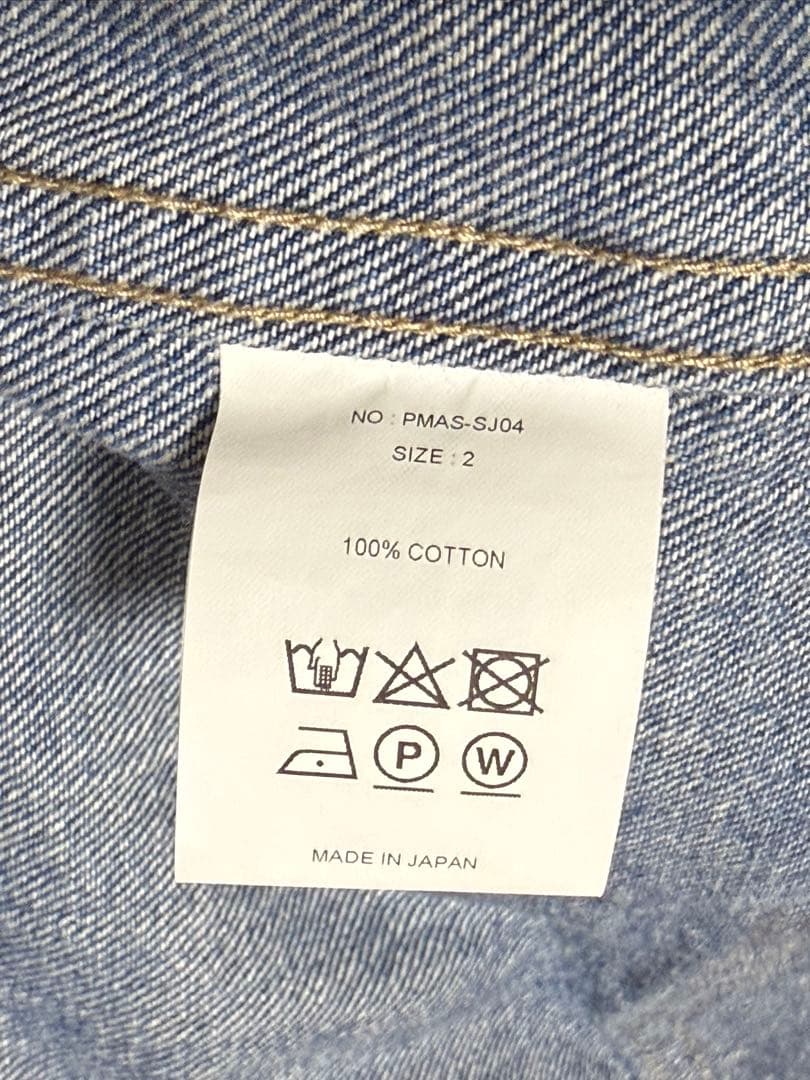 NO : PMAS-SJ04
SIZE : 2
100% COTTON
P W
MADE IN JAPAN